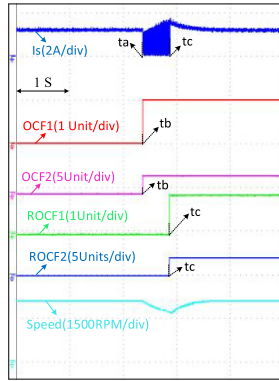 Is(2A/div)
ta
tc
1 S
OCF1(1 Unit/div)
tb
OCF2(5Unit/div)
tb
ROCF1(1Unit/div)
tc
ROCF2(5Units/div)
tc
Speed(1500RPM/div)